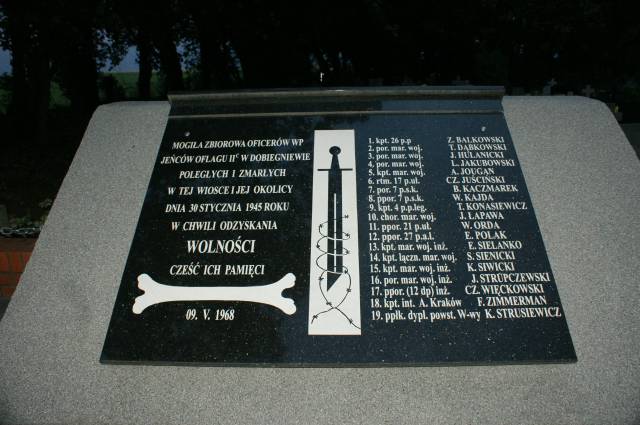 MOGIŁA ZBIOROWA OFICERÓW WP
JEŃCÓW OFLAGU IIC W DOBIEGNIEWE
POLEGŁYCH I ZMARŁYCH
W TEJ WIOSCE I JEJ OKOLICY
DNIA 30 STYCZNIA 1945 ROKU
W CHWILI ODZYSKANIA
WOLNOŚCI
CZEŚĆ ICH PAMIĘCI
09. V. 1968
1. kpt. 26 p.p Z. BALKOWSKI
2. por. mar. woj. T. DĄBKOWSKI
3. por. mar. woj. J. HULANICKI
4. por. mar. woj. L. JAKUBOWSKI
5. kpt. mar. woj. A. JOUGAN
6. rtm. 17 p.uł. CZ. JUŚCIŃSKI
7. por. 7 p.s.k. B. KACZMAREK
8. ppor. 7 p.s.k. W. KAJDA
9. kpt. 4 p.p.leg. T. KONASIEWICZ
10. chor. mar. woj. J. ŁAPAWA
11. ppor. 21 p.uł. W. ORDA
12. ppor. 27 p.a.l. E. POLAK
13. kpt. mar. woj. inż. E. SIELANKO
14. kpt. łączn. mar. woj. S. SIENICKI
15. kpt. mar. woj. inż. K. SIWICKI
16. por. mar. woj. inż. J. STRUPCZEWSKI
17. ppor. (12 dp) inż. CZ. WIĘCKOWSKI
18. kpt. int. A. Kraków F. ZIMMERMAN
19. ppłk. dypl. powst. W-wy K. STRUSIEWICZ